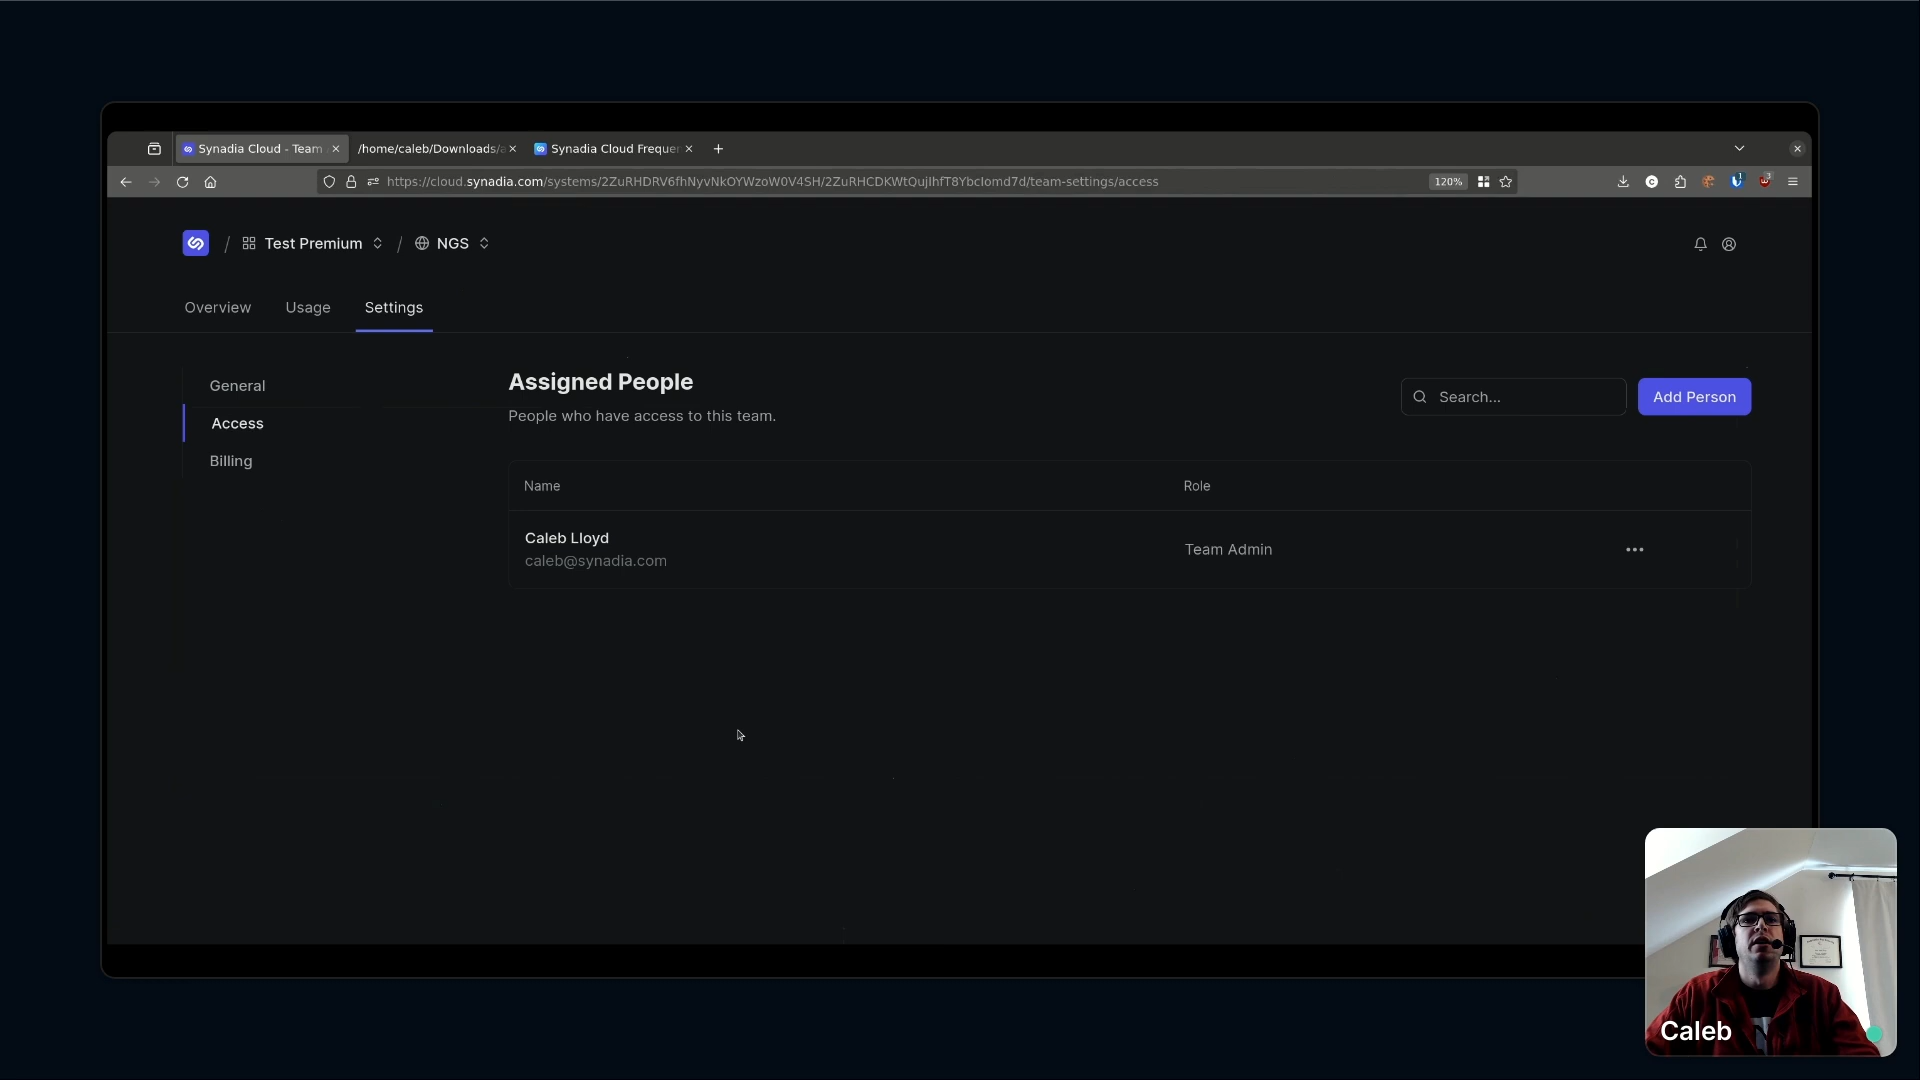 Synadia Cloud - Team
/home/caleb/Downloads/a
Synadia Cloud Frequen
https://cloud.synadia.com/systems/2ZuRHDRV6fhNyvNkOYWzoW0V4SH/2ZuRHCDKWtQujIhfT8YbcIomd7d/team-settings/access
120%
Test Premium
NGS
Overview
Usage
Settings
General
Access
Billing
Assigned People
People who have access to this team.
Search...
Add Person
Name
Role
Caleb Lloyd
caleb@synadia.com
Team Admin
Caleb